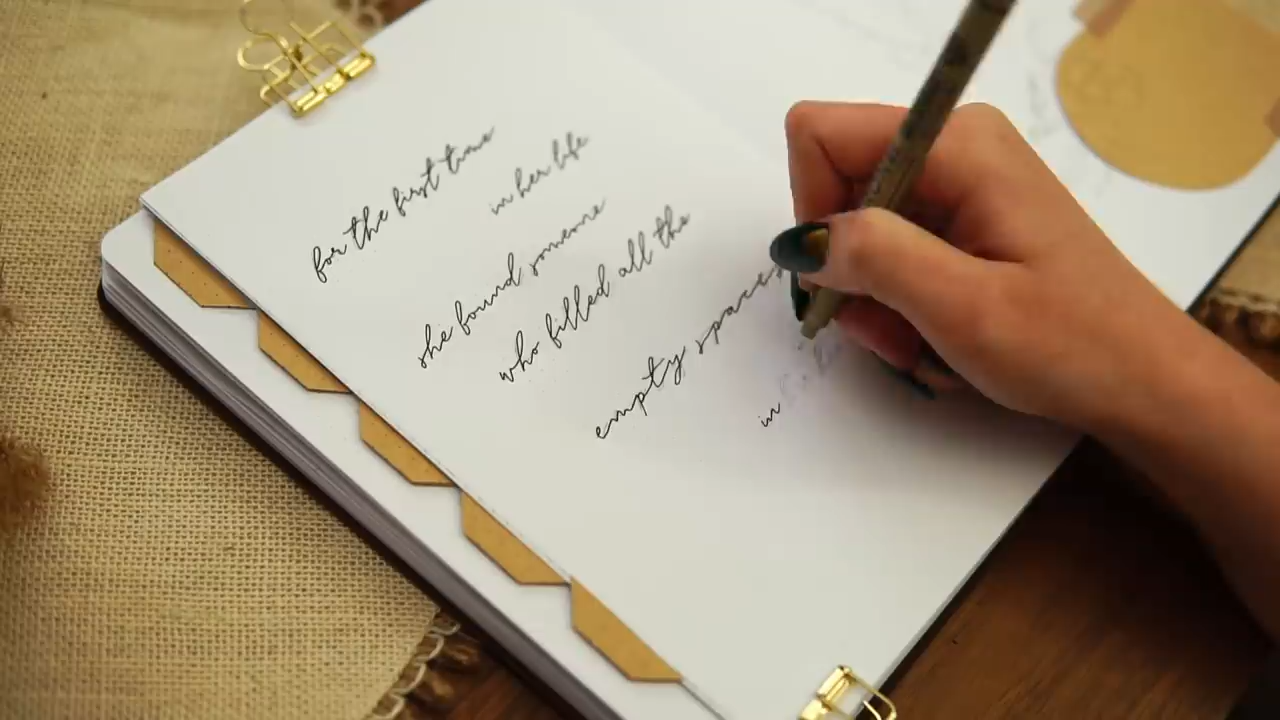 for the first time
in her life
she found someone
who filled all the
empty spaces
in